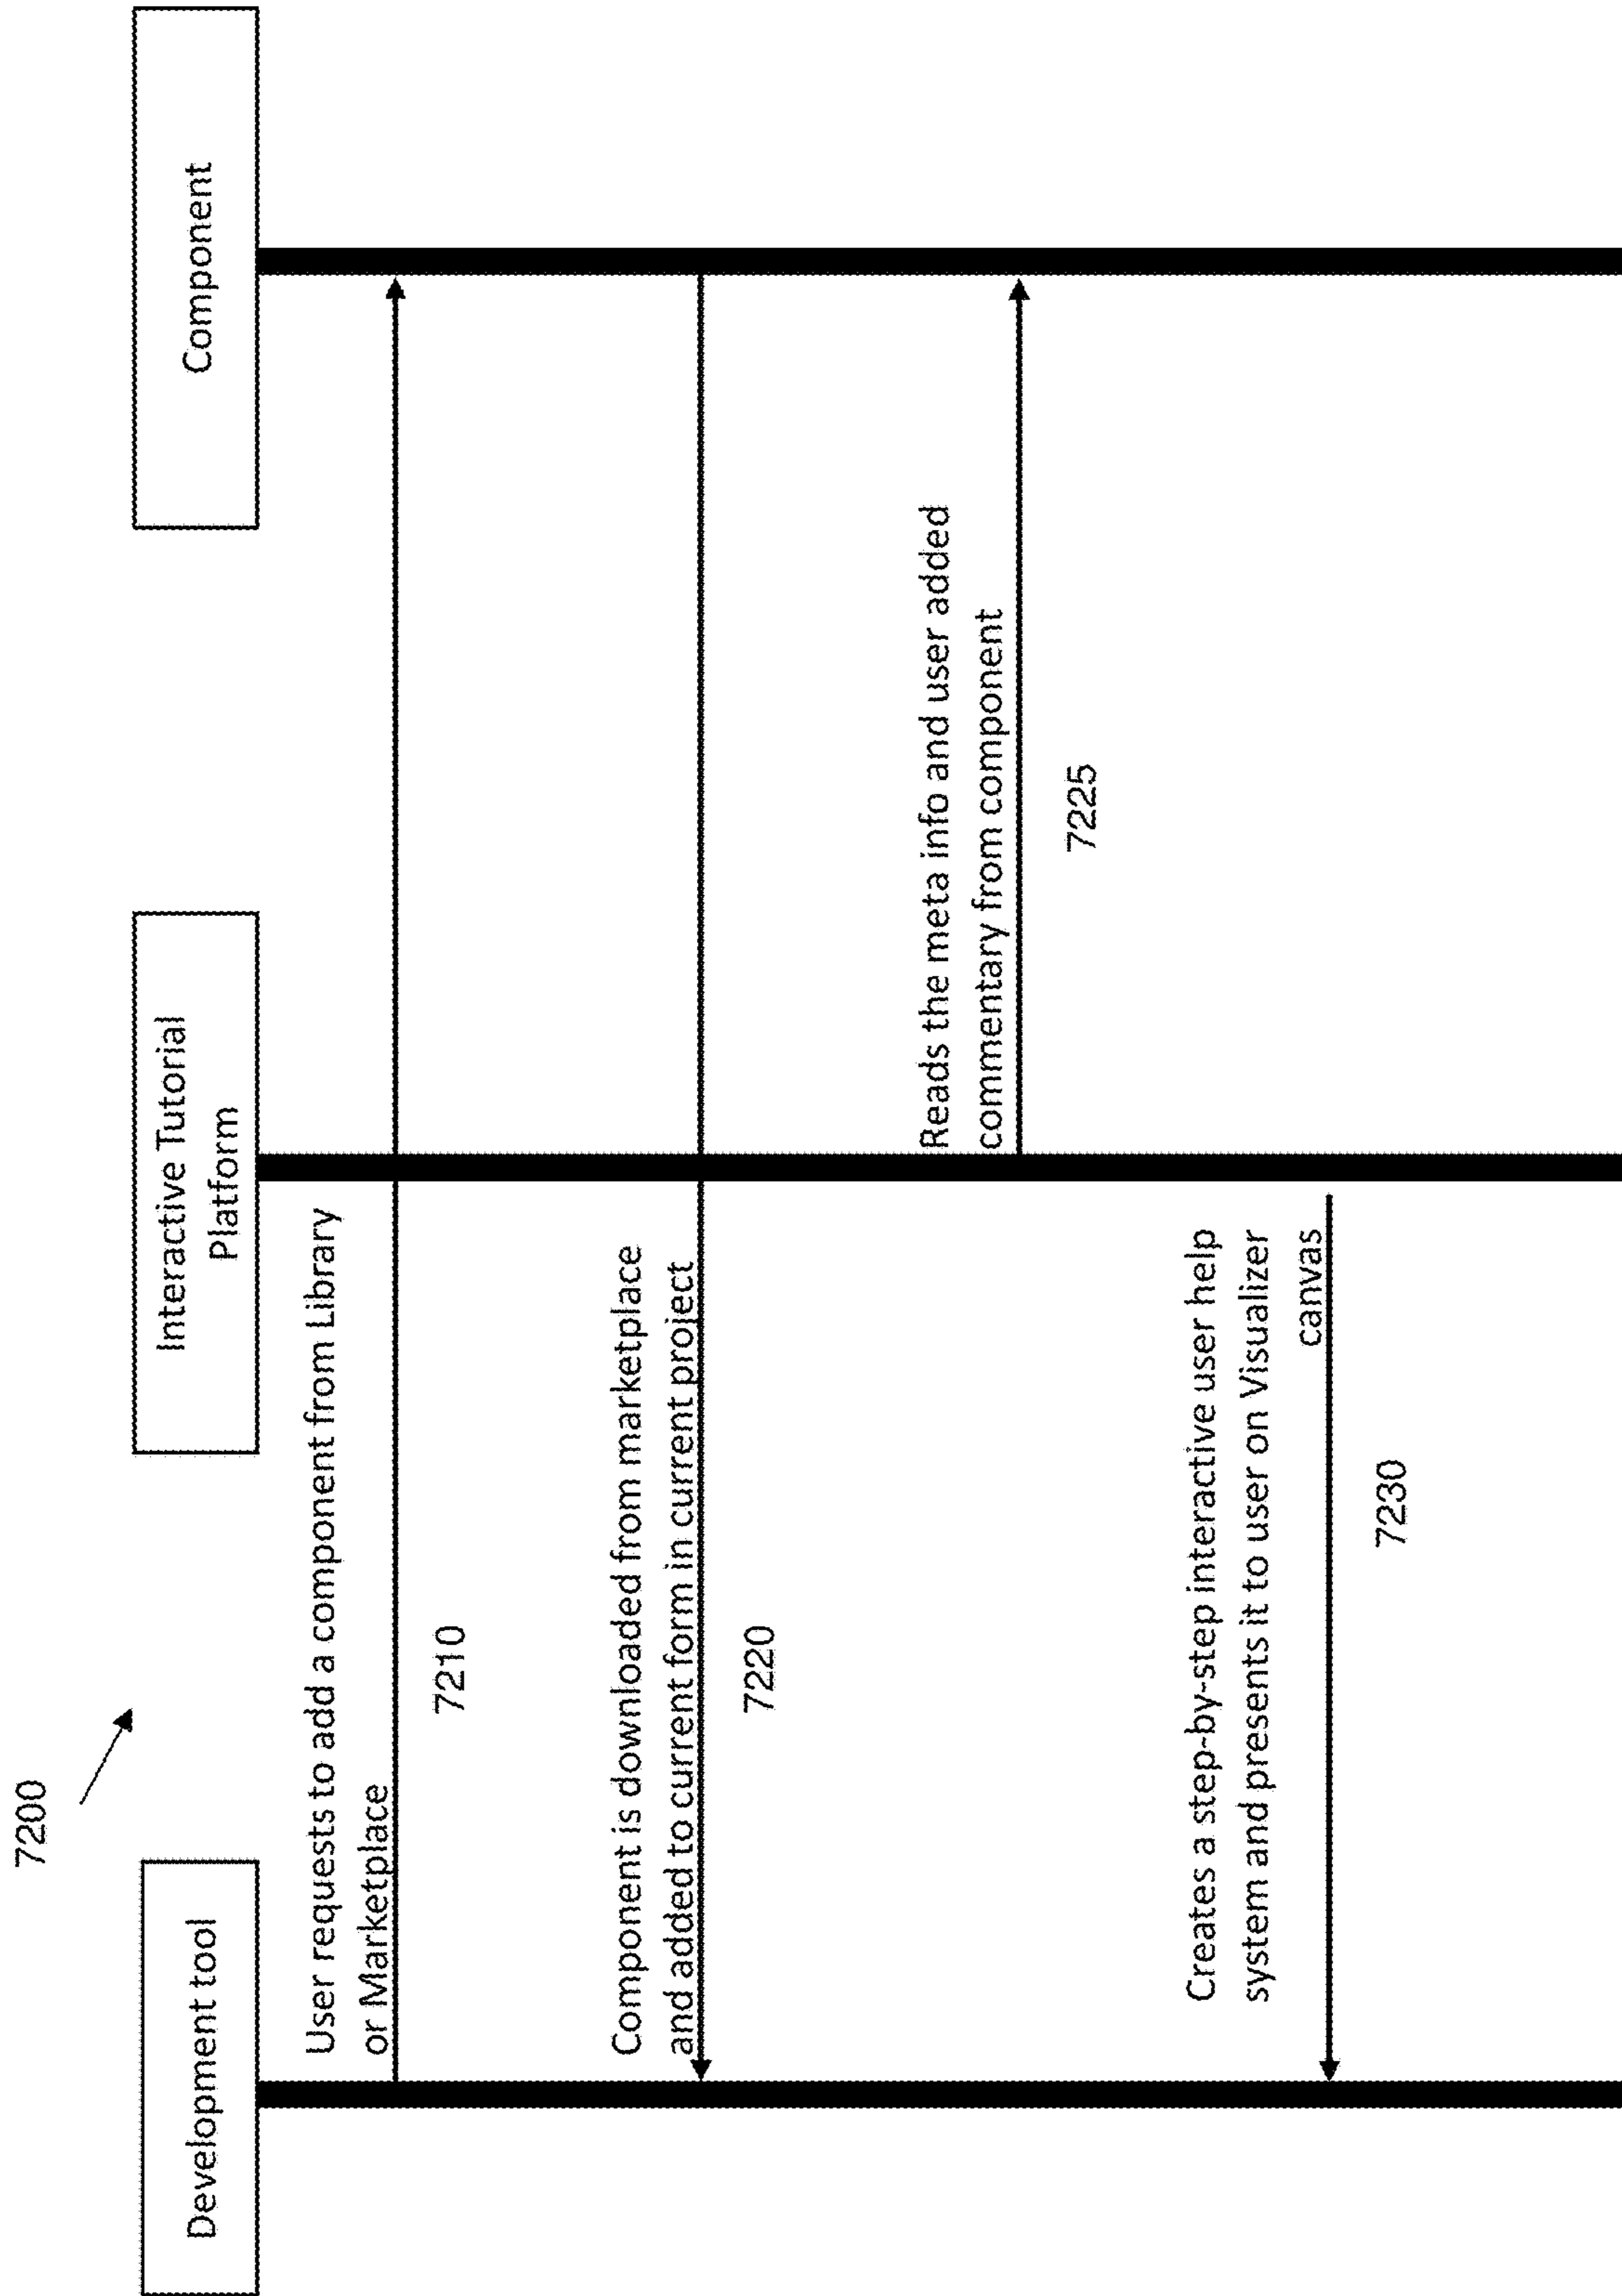 7200
Development tool
Interactive Tutorial
Platform
Component
User requests to add a component from Library
or Marketplace
7210
Component is downloaded from marketplace
and added to current form in current project
7220
Reads the meta info and user added
commentary from component
7225
Creates a step-by-step interactive user help
system and presents it to user on Visualizer
canvas
7230